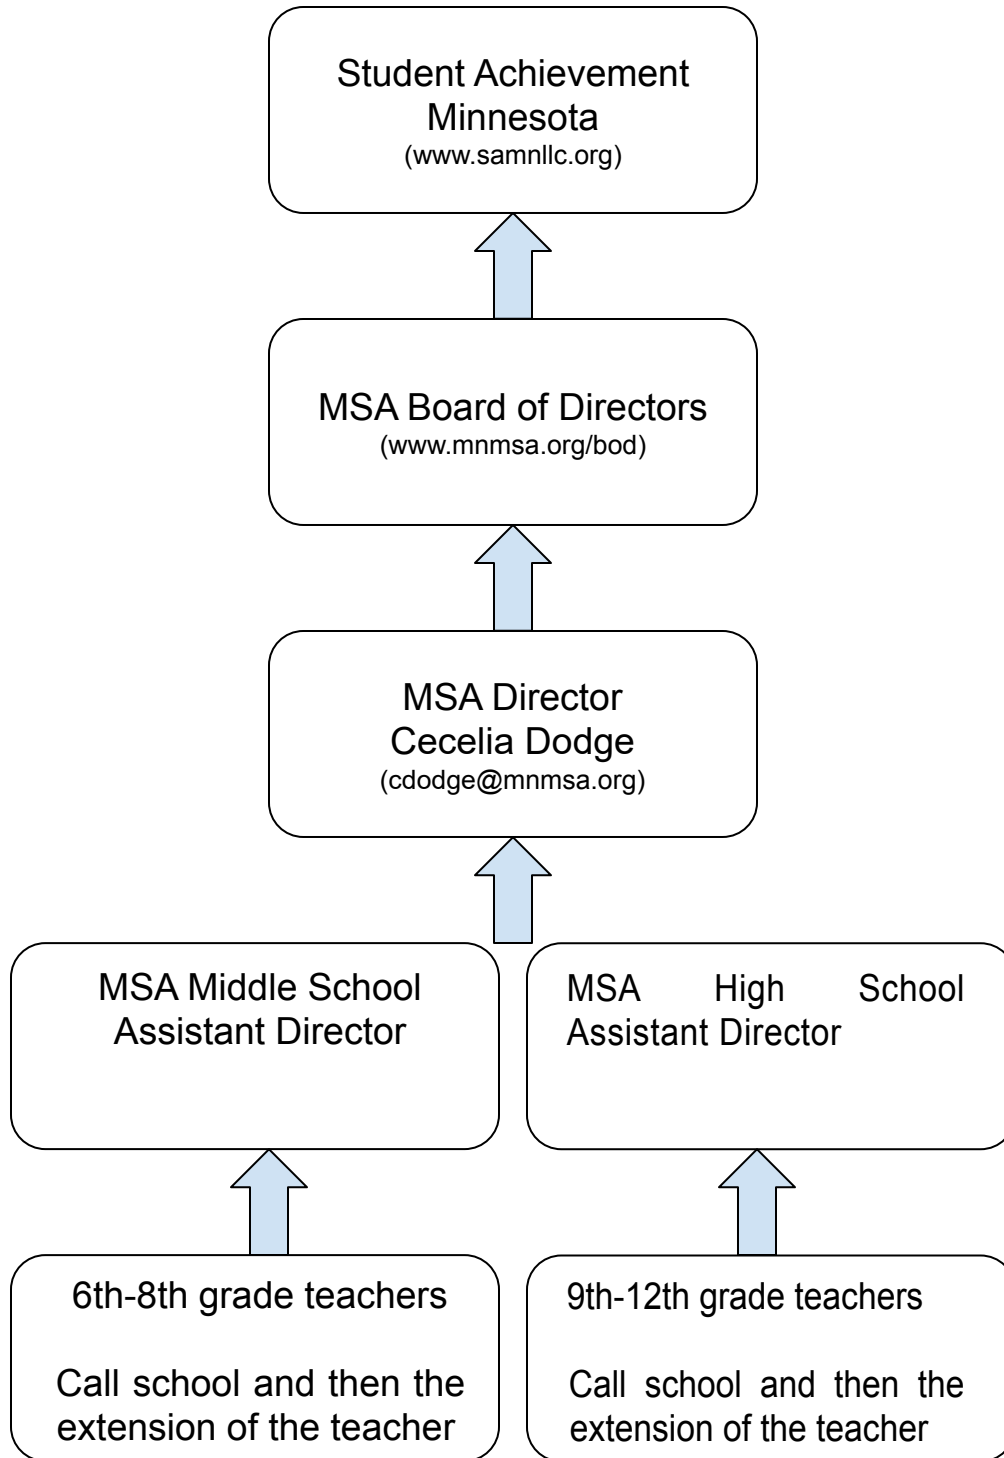 Student Achievement
Minnesota
(www.samnllc.org)
MSA Board of Directors
(www.mnmsa.org/bod)
MSA Director
Cecelia Dodge
(cdodge@mnmsa.org)
MSA Middle School
Assistant Director
MSA High School
Assistant Director
6th-8th grade teachers
Call school and then the
extension of the teacher
9th-12th grade teachers
Call school and then the
extension of the teacher